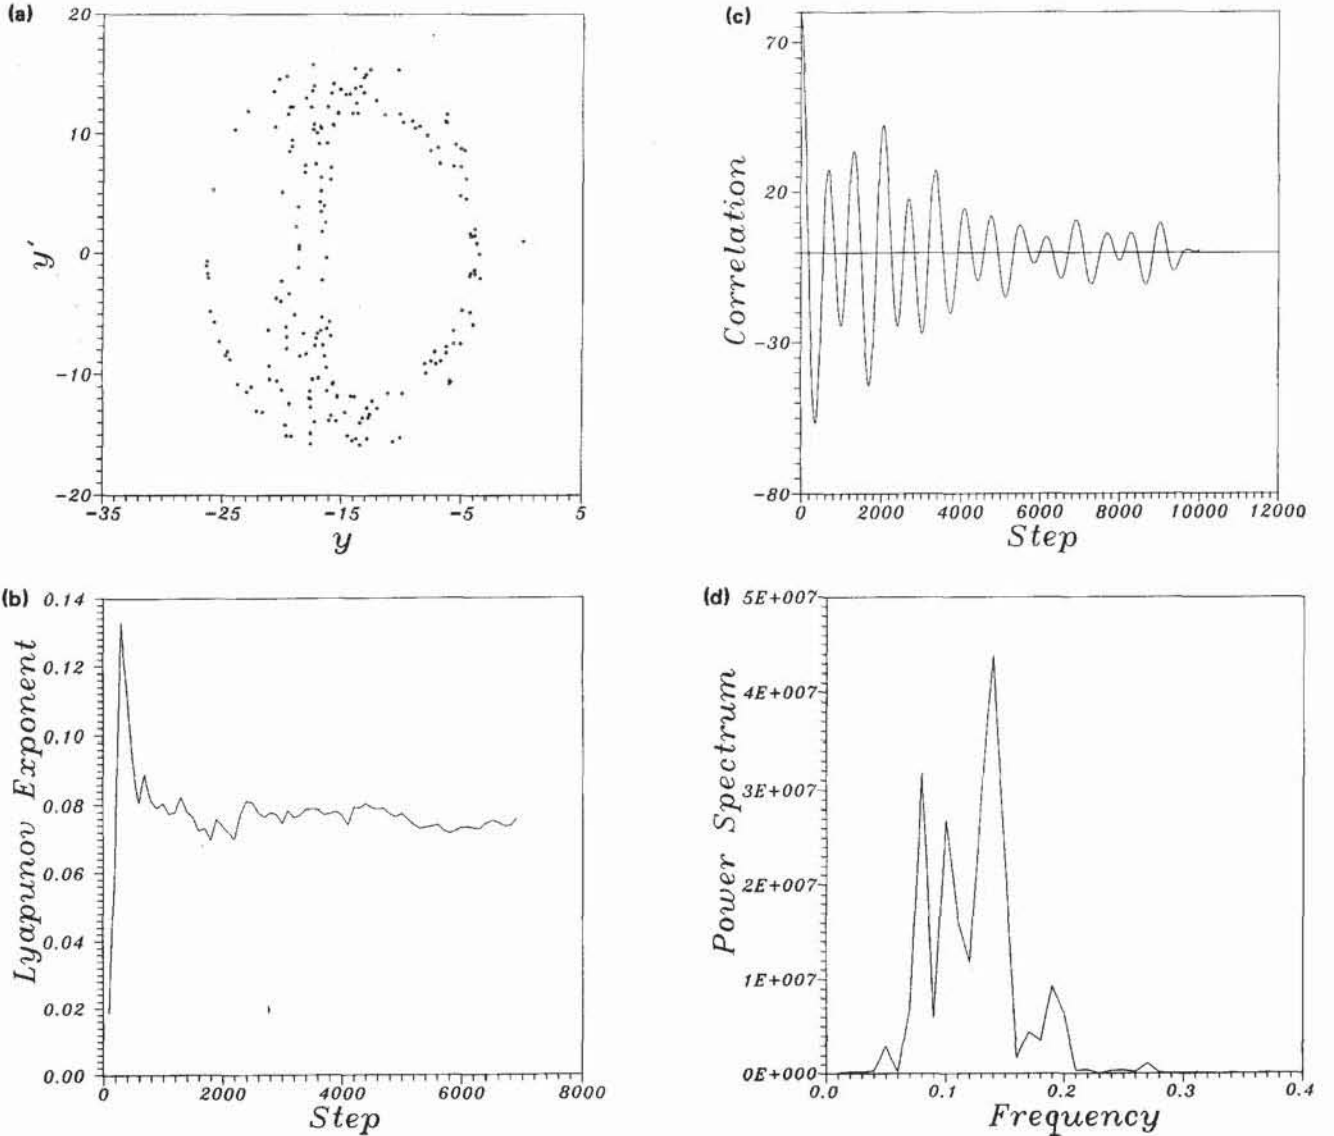 (a)
20
10
0
-10
-20
y'
-35
-25
-15
-5
5
y
(c)
70
20
-30
-80
Correlation
0
2000
4000
6000
8000
10000
12000
Step
(b)
0.14
0.12
0.10
0.08
0.06
0.04
0.02
0.00
Lyapunov Exponent
0
2000
4000
6000
8000
Step
(d)
5E+007
4E+007
3E+007
2E+007
1E+007
0E+000
Power Spectrum
0.0
0.1
0.2
0.3
0.4
Frequency